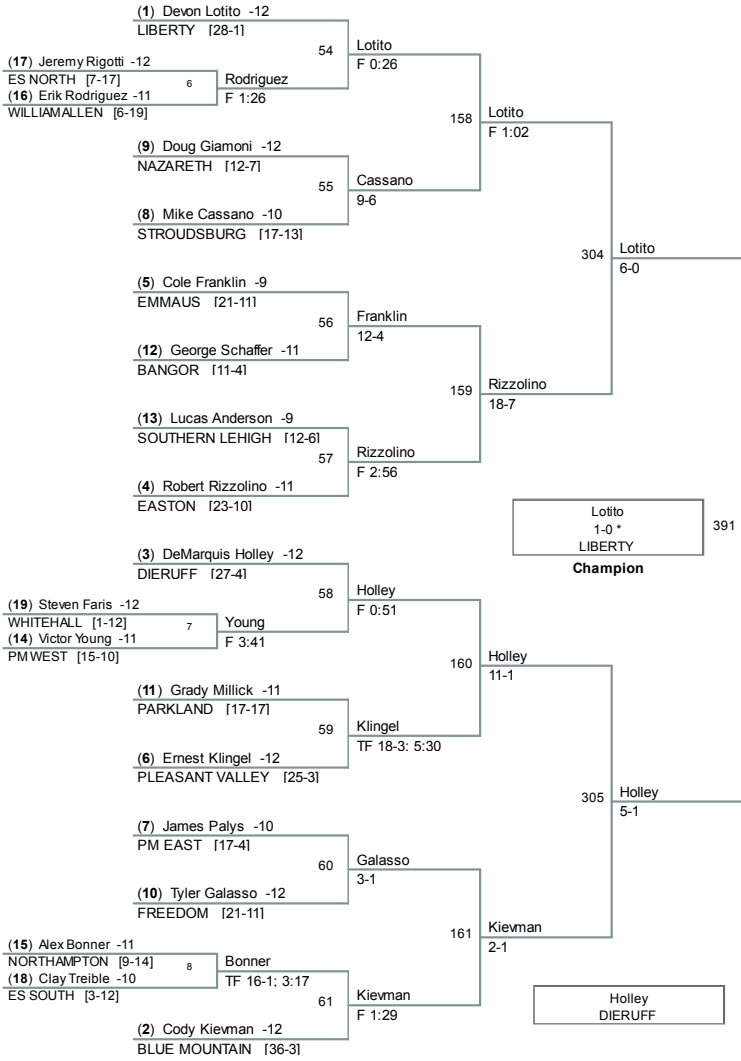 (1) Devon Lotito -12
LIBERTY [28-1]
54
Lotito
F 0:26
(17) Jeremy Rigotti -12
ES NORTH [7-17]
6
(16) Erik Rodriguez -11
WILLIAMALLEN [6-19]
Rodriguez
F 1:26
158
Lotito
F 1:02
(9) Doug Giamoni -12
NAZARETH [12-7]
55
Cassano
9-6
(8) Mike Cassano -10
STROUDSBURG [17-13]
304
Lotito
6-0
(5) Cole Franklin -9
EMMAUS [21-11]
56
Franklin
12-4
(12) George Schaffer -11
BANGOR [11-4]
159
Rizzolino
18-7
(13) Lucas Anderson -9
SOUTHERN LEHIGH [12-6]
57
Rizzolino
F 2:56
(4) Robert Rizzolino -11
EASTON [23-10]
Lotito
1-0 *
LIBERTY
391
Champion
(3) DeMarquis Holley -12
DIERUFF [27-4]
58
Holley
F 0:51
(19) Steven Faris -12
WHITEHALL [1-12]
7
(14) Victor Young -11
PM WEST [15-10]
Young
F 3:41
160
Holley
11-1
(11) Grady Millick -11
PARKLAND [17-17]
59
Klingel
TF 18-3: 5:30
(6) Ernest Klingel -12
PLEASANT VALLEY [25-3]
305
Holley
5-1
(7) James Palys -10
PM EAST [17-4]
60
Galasso
3-1
(10) Tyler Galasso -12
FREEDOM [21-11]
161
Kievman
2-1
(15) Alex Bonner -11
NORTHAMPTON [9-14]
8
(18) Clay Treible -10
ES SOUTH [3-12]
Bonner
TF 16-1: 3:17
61
Kievman
F 1:29
(2) Cody Kievman -12
BLUE MOUNTAIN [36-3]
Holley
DIERUFF